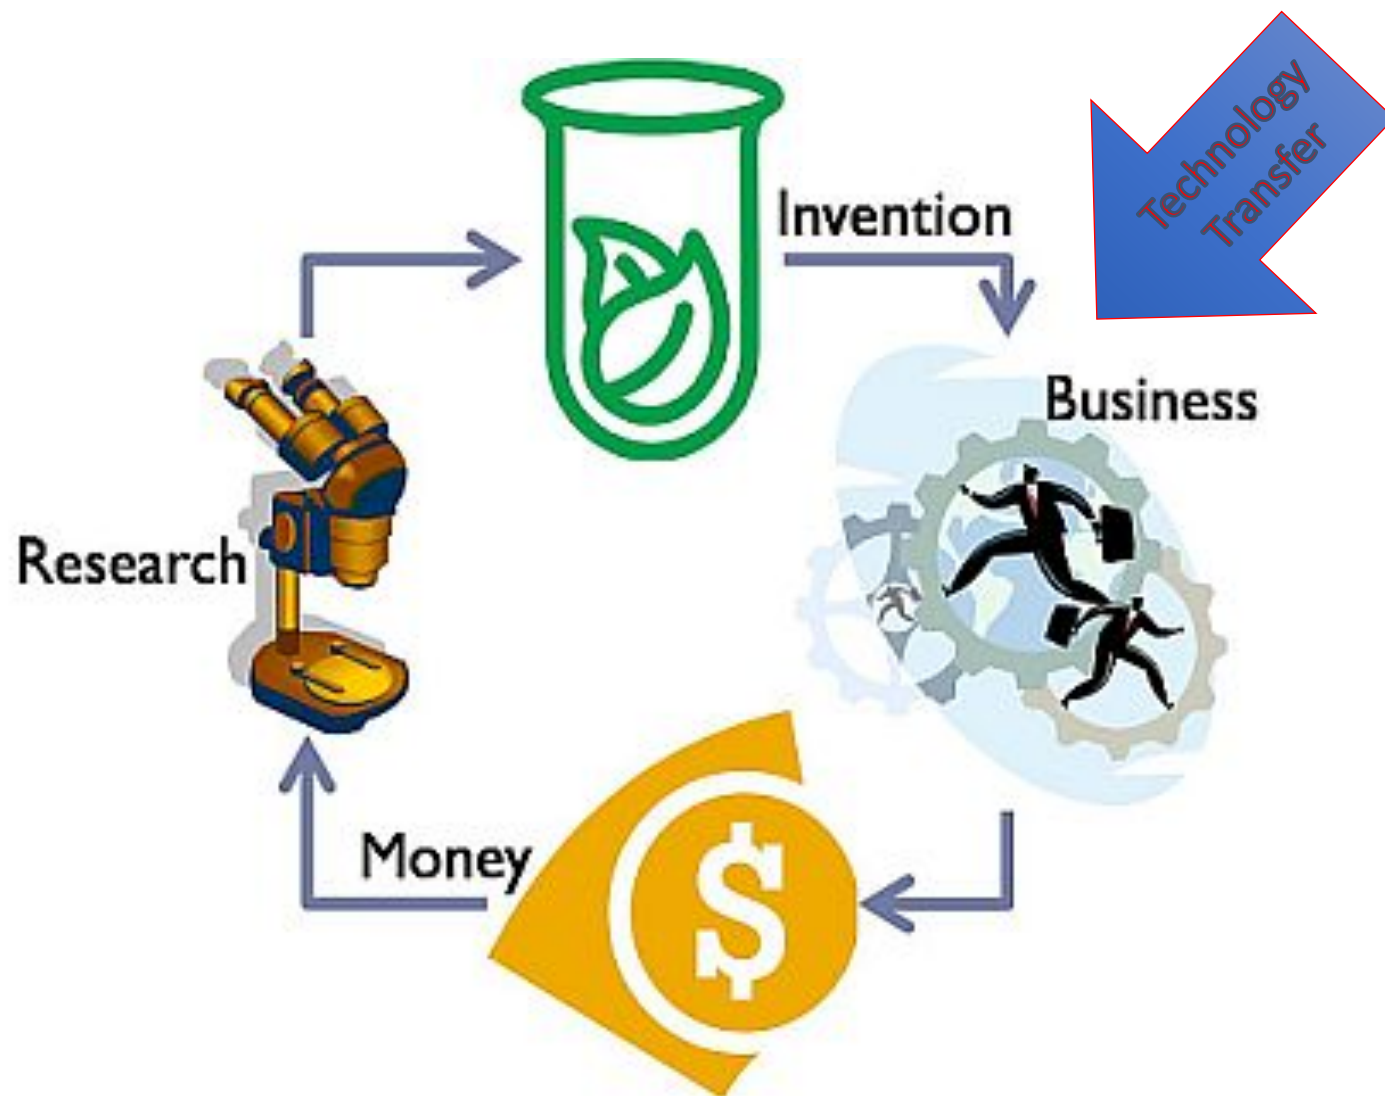 Technology
Transfer
Invention
Business
Research
Money
$